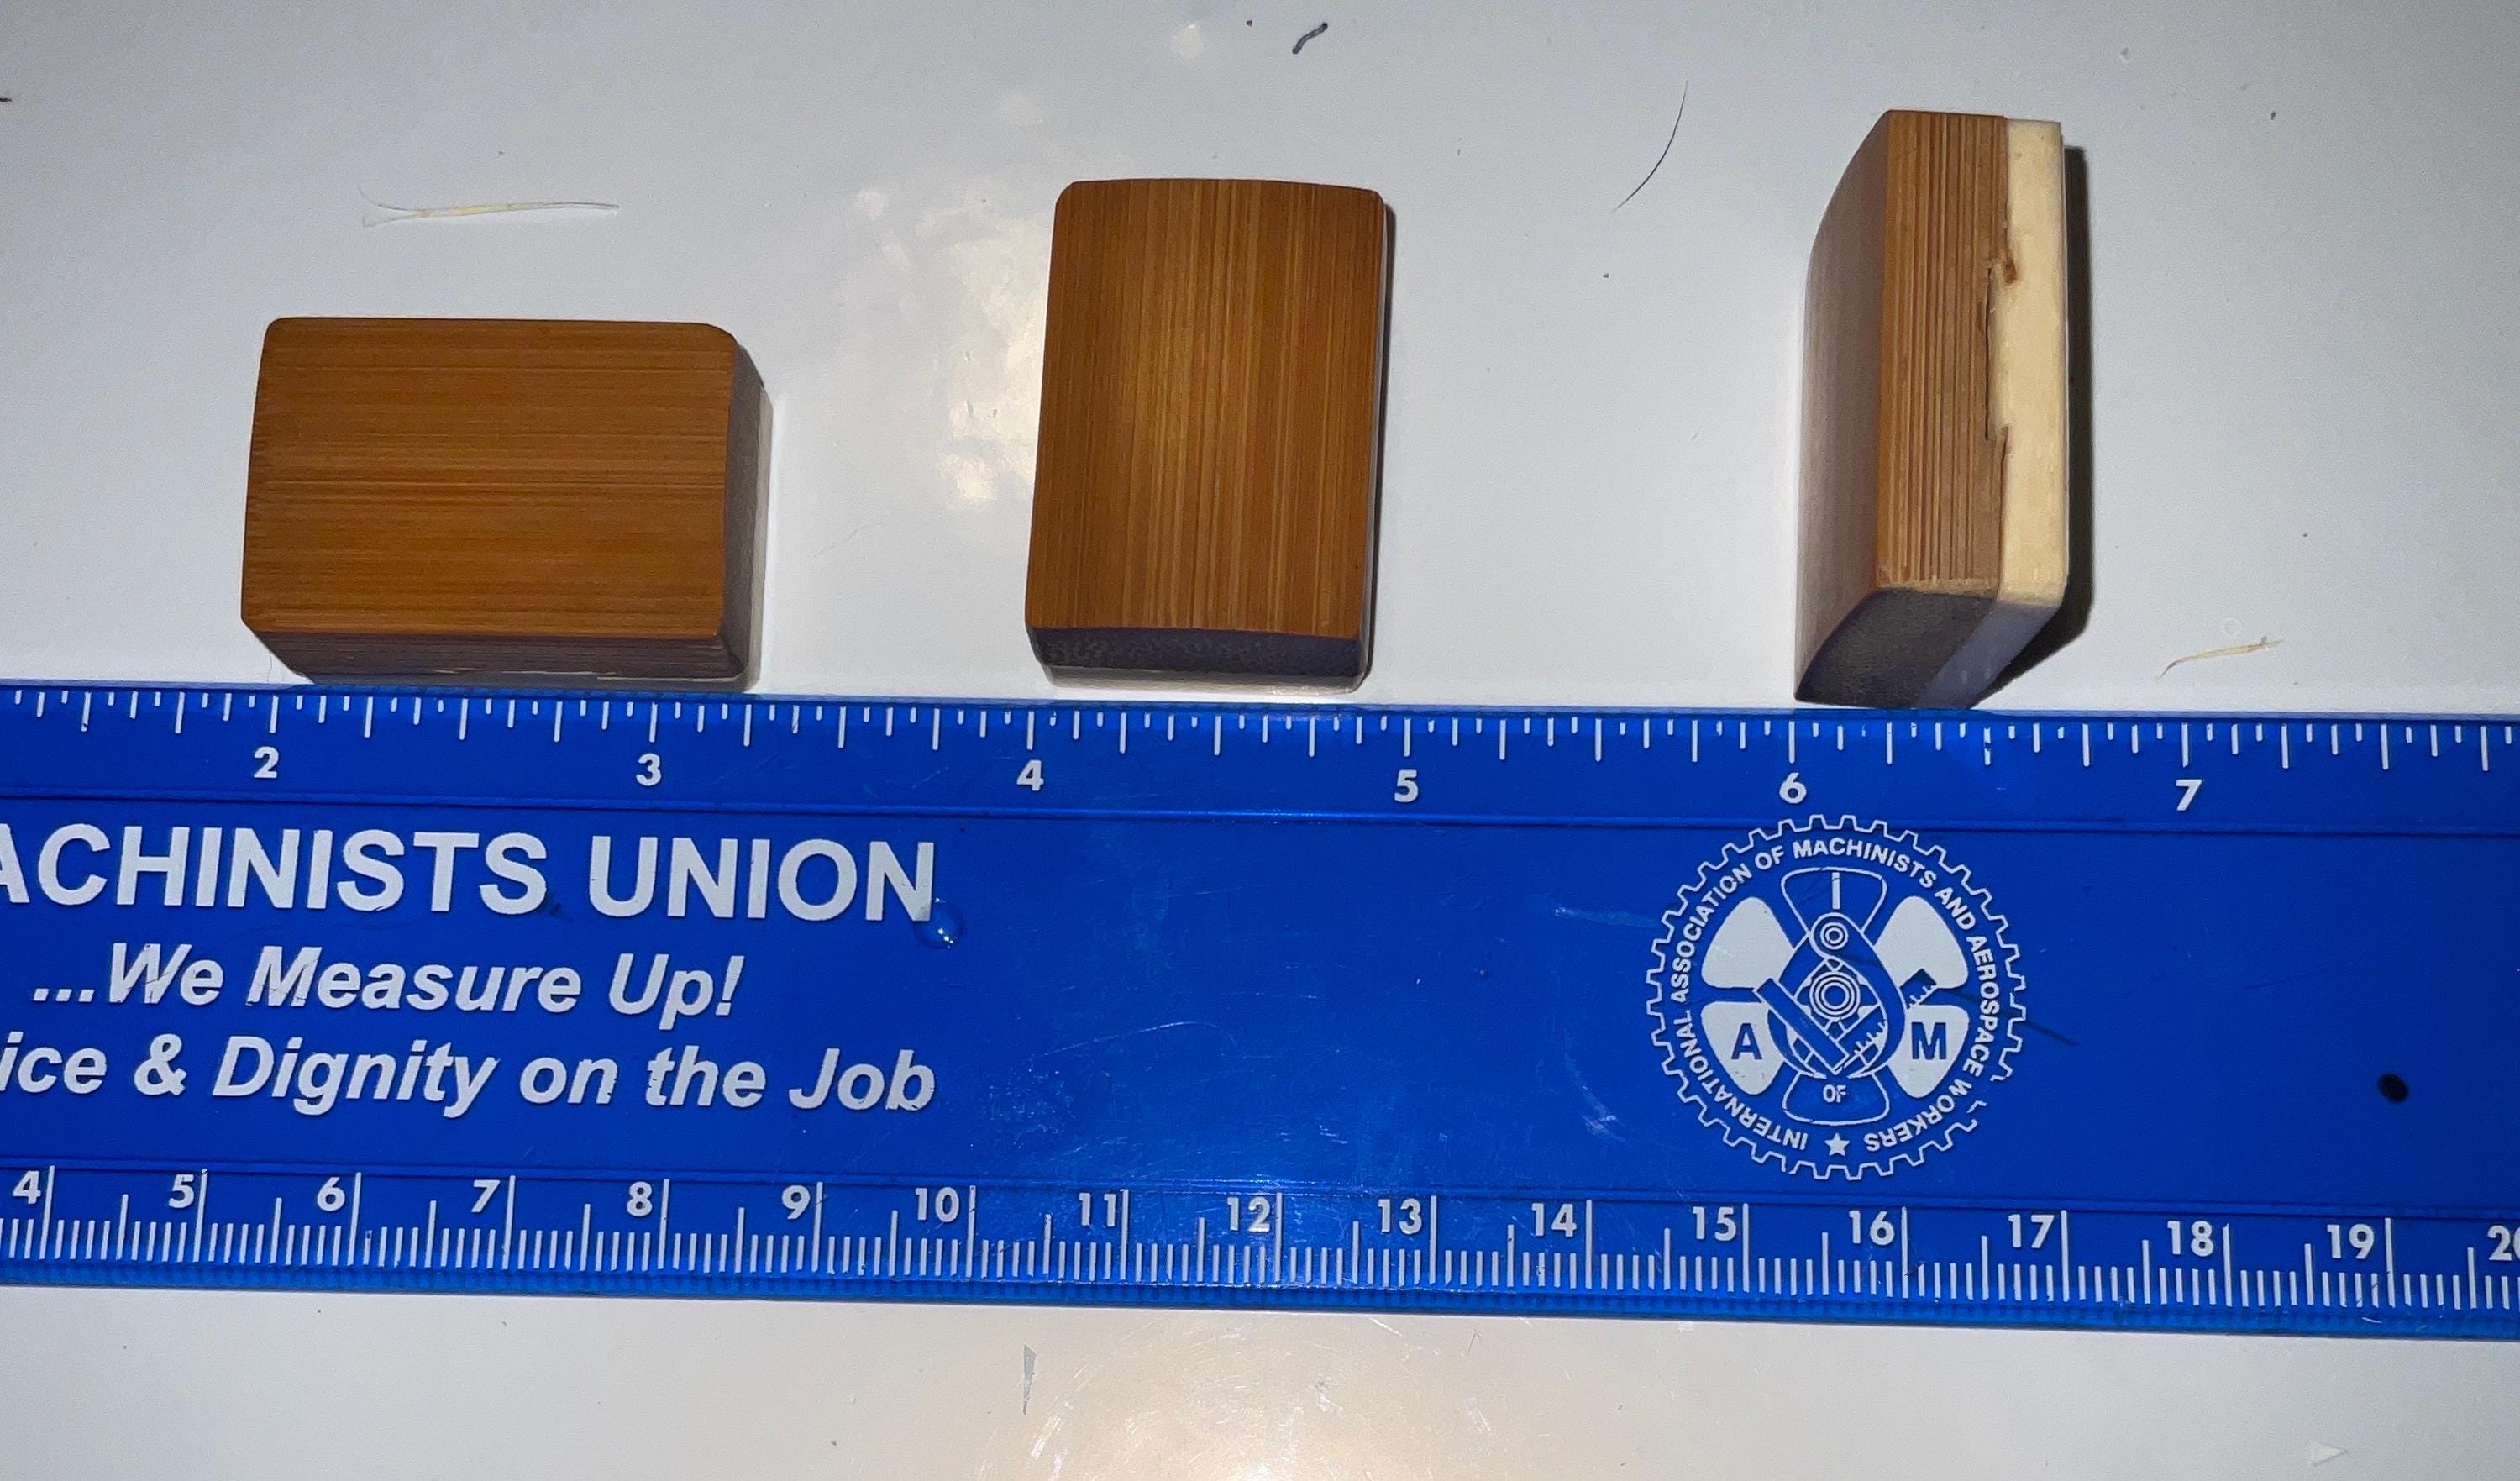 2 3 4 5 6 7
ACHINISTS UNION
...We Measure Up!
ice & Dignity on the Job
INTERNATIONAL ASSOCIATION OF MACHINISTS AND AEROSPACE WORKERS
I
A M
OF
4 5 6 7 8 9 10 11 12 13 14 15 16 17 18 19 20